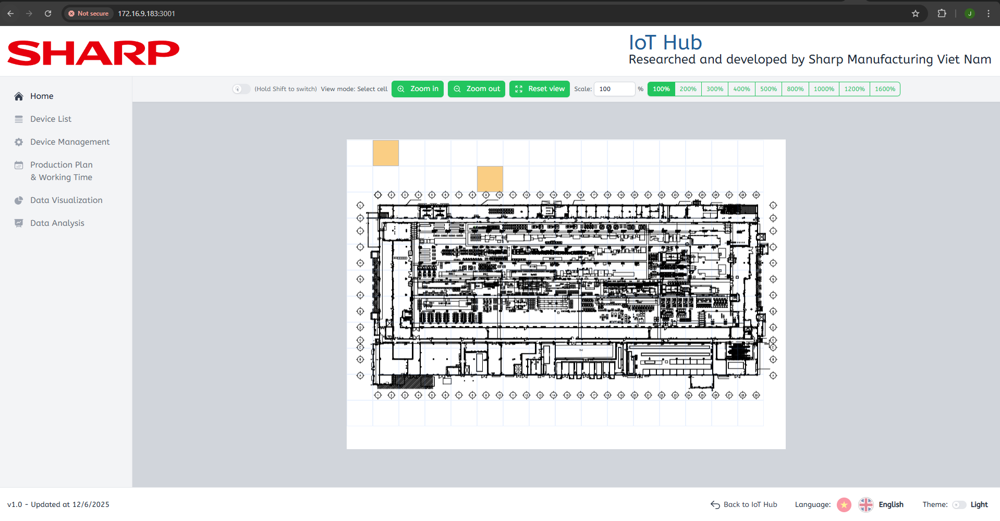 Not secure
172.16.9.183:3001
J
SHARP
IoT Hub
Researched and developed by Sharp Manufacturing Viet Nam
Home
Device List
Device Management
Production Plan
& Working Time
Data Visualization
Data Analysis
(Hold Shift to switch) View mode: Select cell
Zoom in
Zoom out
Reset view
Scale: 100 %
100% 200% 300% 400% 500% 800% 1000% 1200% 1600%
v1.0 - Updated at 12/6/2025
Back to IoT Hub
Language:
English
Theme:
Light